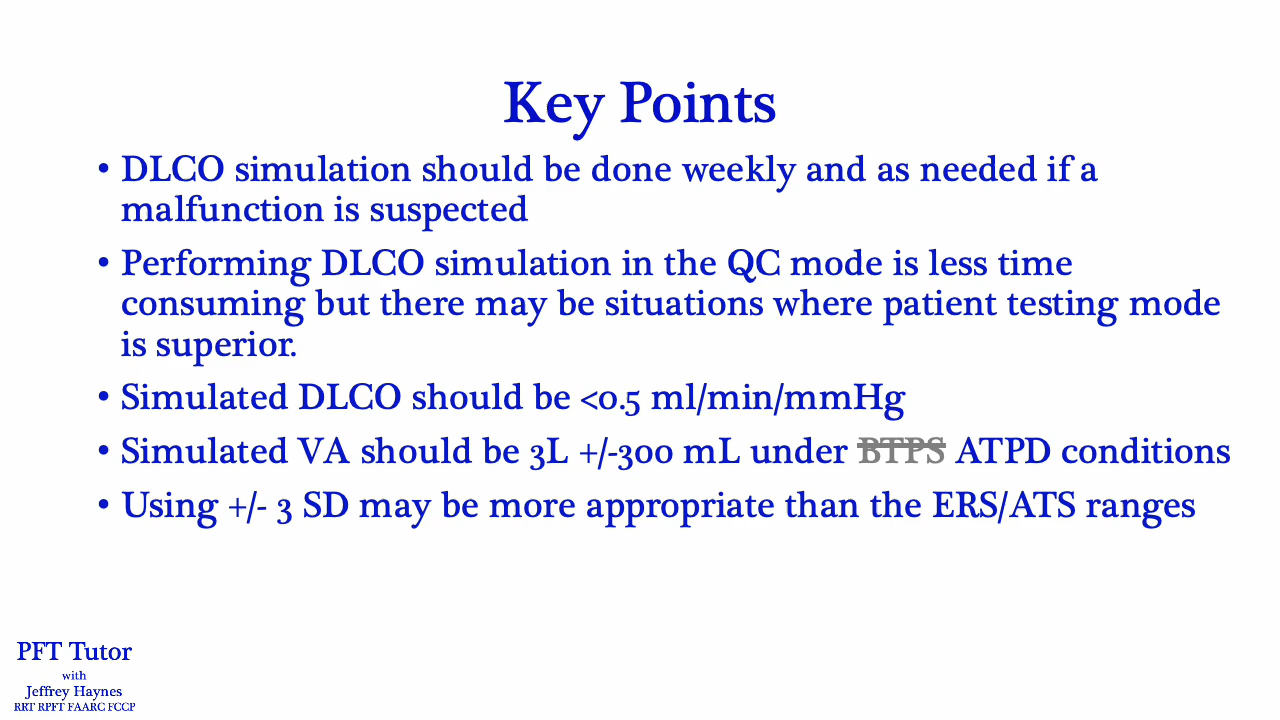 Key Points
• DLCO simulation should be done weekly and as needed if a
malfunction is suspected
• Performing DLCO simulation in the QC mode is less time
consuming but there may be situations where patient testing mode
is superior.
• Simulated DLCO should be <0.5 ml/min/mmHg
• Simulated VA should be 3L +/-300 mL under BTPS ATPD conditions
• Using +/- 3 SD may be more appropriate than the ERS/ATS ranges
PFT Tutor
with
Jeffrey Haynes
RRT RPFT FAARC FCCP